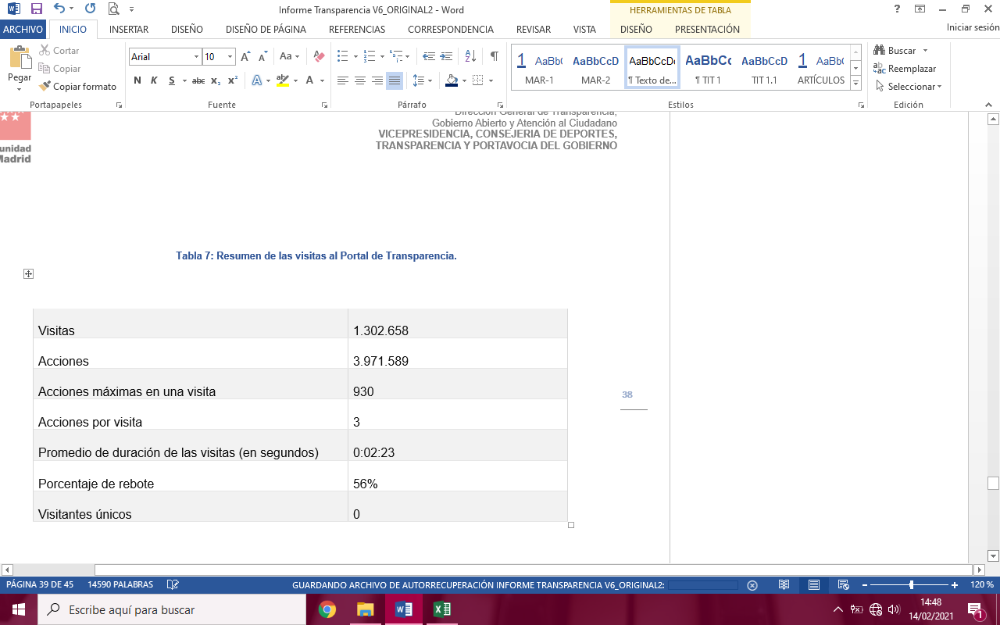 Informe Transparencia V6_ORIGINAL2 - Word
HERRAMIENTAS DE TABLA
ARCHIVO INICIO INSERTAR DISEÑO DISEÑO DE PÁGINA REFERENCIAS CORRESPONDENCIA REVISAR VISTA DISEÑO PRESENTACIÓN Iniciar sesión
Pegar
Cortar
Copiar
Copiar formato
Portapapeles
Arial 10
Aa
N K S abc x₂ x²
A A
Fuente
Párrafo
1 AaBb( AaBbCcD AaBbCcD( AaBbCc AaBbCcD 1 AaBb(
MAR-1 MAR-2 ¶ Texto de... ¶ TIT 1 TIT 1.1 ARTÍCULOS
Estilos
Buscar
Reemplazar
Seleccionar
Edición
unidad
Madrid
Dirección General de Transparencia,
Gobierno Abierto y Atención al Ciudadano
VICEPRESIDENCIA, CONSEJERIA DE DEPORTES,
TRANSPARENCIA Y PORTAVOCIA DEL GOBIERNO
Tabla 7: Resumen de las visitas al Portal de Transparencia.
Visitas 1.302.658
Acciones 3.971.589
Acciones máximas en una visita 930
Acciones por visita 3
Promedio de duración de las visitas (en segundos) 0:02:23
Porcentaje de rebote 56%
Visitantes únicos 0
38
PÁGINA 39 DE 45 14590 PALABRAS GUARDANDO ARCHIVO DE AUTORRECUPERACIÓN INFORME TRANSPARENCIA V6_ORIGINAL2: 120 %
Escribe aquí para buscar
14:48
14/02/2021
1